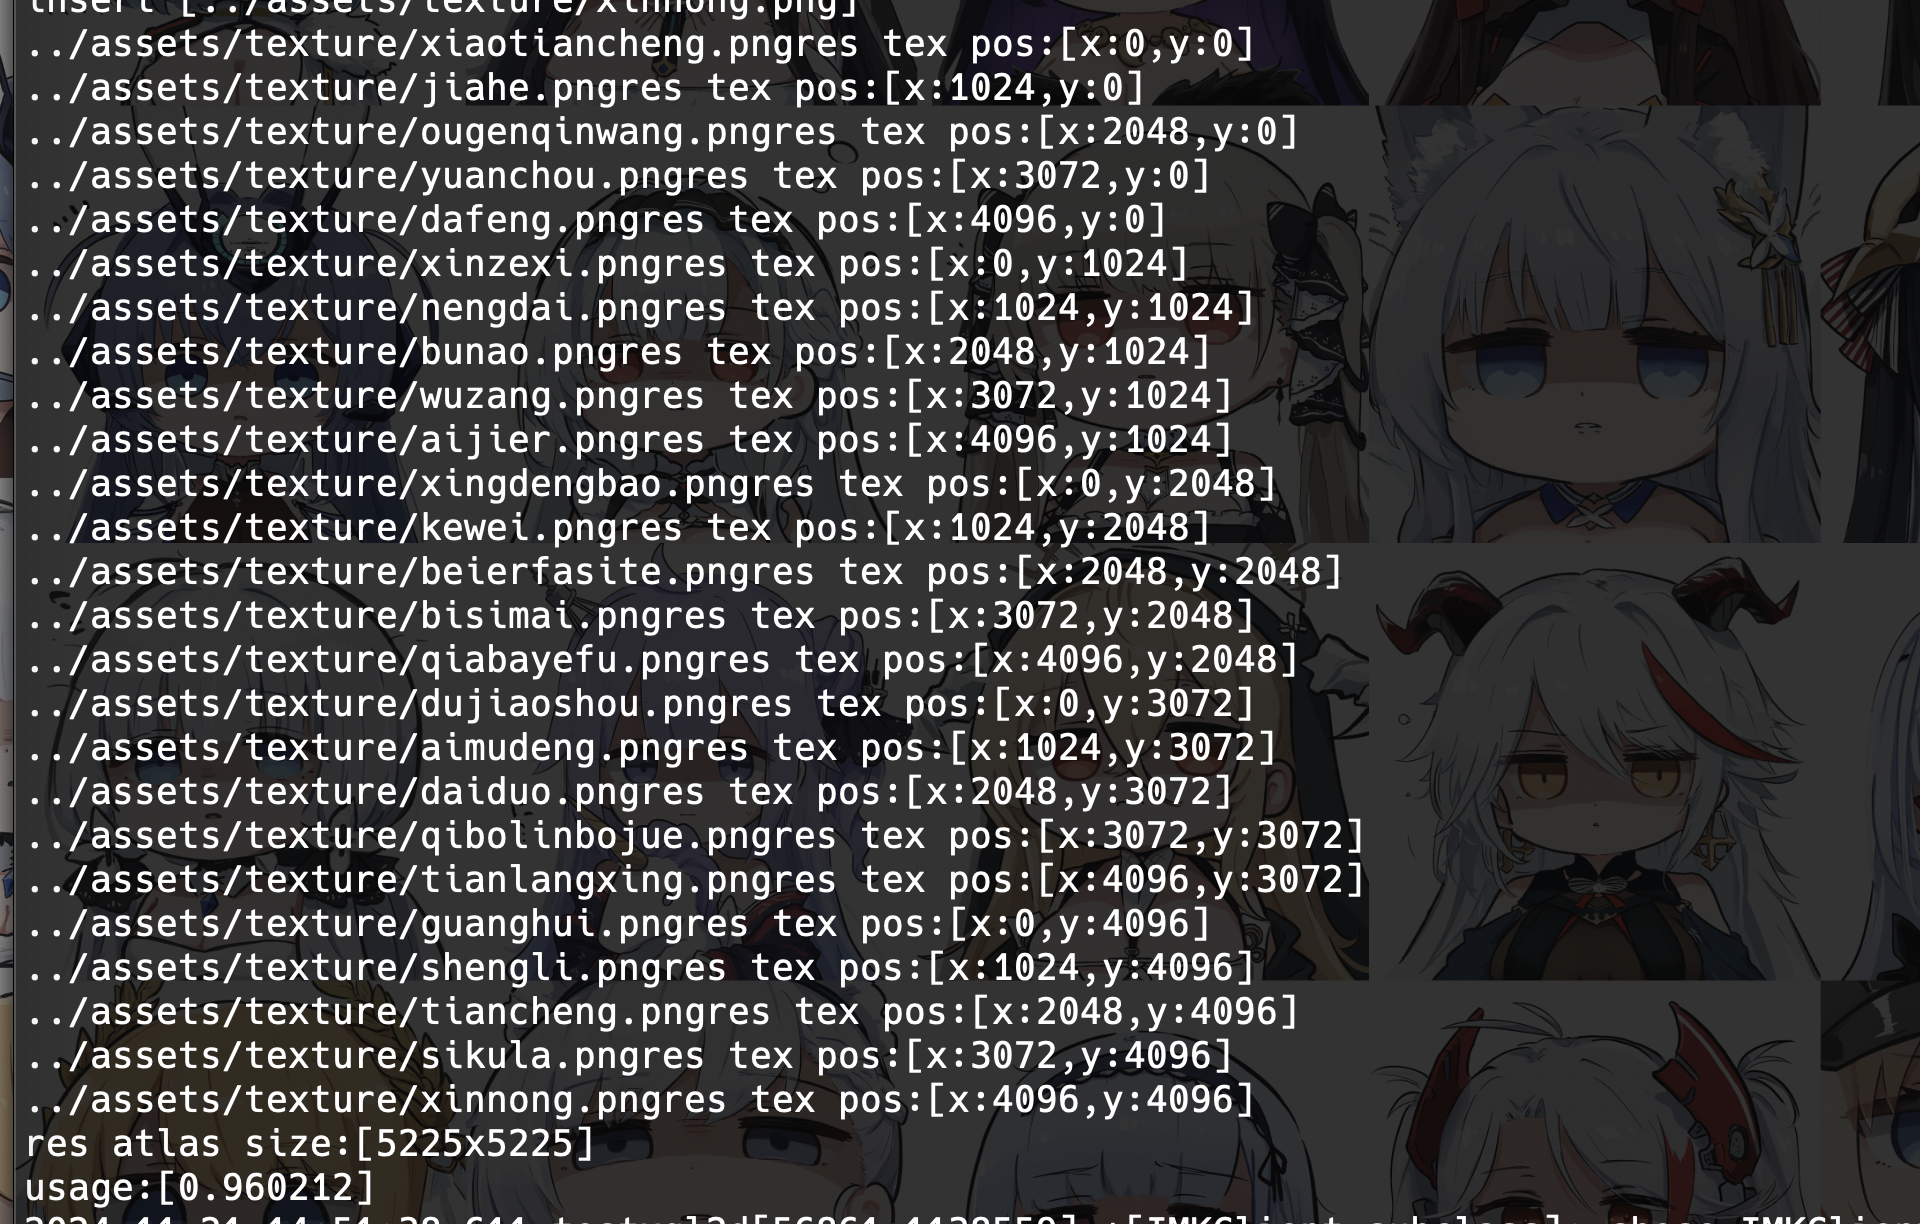 insert [../assets/texture/xinnong.png]
../assets/texture/xiaotiancheng.pngres tex pos:[x:0,y:0]
../assets/texture/jiahe.pngres tex pos:[x:1024,y:0]
../assets/texture/ougenqinwang.pngres tex pos:[x:2048,y:0]
../assets/texture/yuanchou.pngres tex pos:[x:3072,y:0]
../assets/texture/dafeng.pngres tex pos:[x:4096,y:0]
../assets/texture/xinzexi.pngres tex pos:[x:0,y:1024]
../assets/texture/nengdai.pngres tex pos:[x:1024,y:1024]
../assets/texture/bunao.pngres tex pos:[x:2048,y:1024]
../assets/texture/wuzang.pngres tex pos:[x:3072,y:1024]
../assets/texture/aijier.pngres tex pos:[x:4096,y:1024]
../assets/texture/xingdengbao.pngres tex pos:[x:0,y:2048]
../assets/texture/kewei.pngres tex pos:[x:1024,y:2048]
../assets/texture/beierfasite.pngres tex pos:[x:2048,y:2048]
../assets/texture/bisimai.pngres tex pos:[x:3072,y:2048]
../assets/texture/qiabayefu.pngres tex pos:[x:4096,y:2048]
../assets/texture/dujiaoshou.pngres tex pos:[x:0,y:3072]
../assets/texture/aimudeng.pngres tex pos:[x:1024,y:3072]
../assets/texture/daiduo.pngres tex pos:[x:2048,y:3072]
../assets/texture/qibolinbojue.pngres tex pos:[x:3072,y:3072]
../assets/texture/tianlangxing.pngres tex pos:[x:4096,y:3072]
../assets/texture/guanghui.pngres tex pos:[x:0,y:4096]
../assets/texture/shengli.pngres tex pos:[x:1024,y:4096]
../assets/texture/tiancheng.pngres tex pos:[x:2048,y:4096]
../assets/texture/sikula.pngres tex pos:[x:3072,y:4096]
../assets/texture/xinnong.pngres tex pos:[x:4096,y:4096]
res atlas size:[5225x5225]
usage:[0.960212]